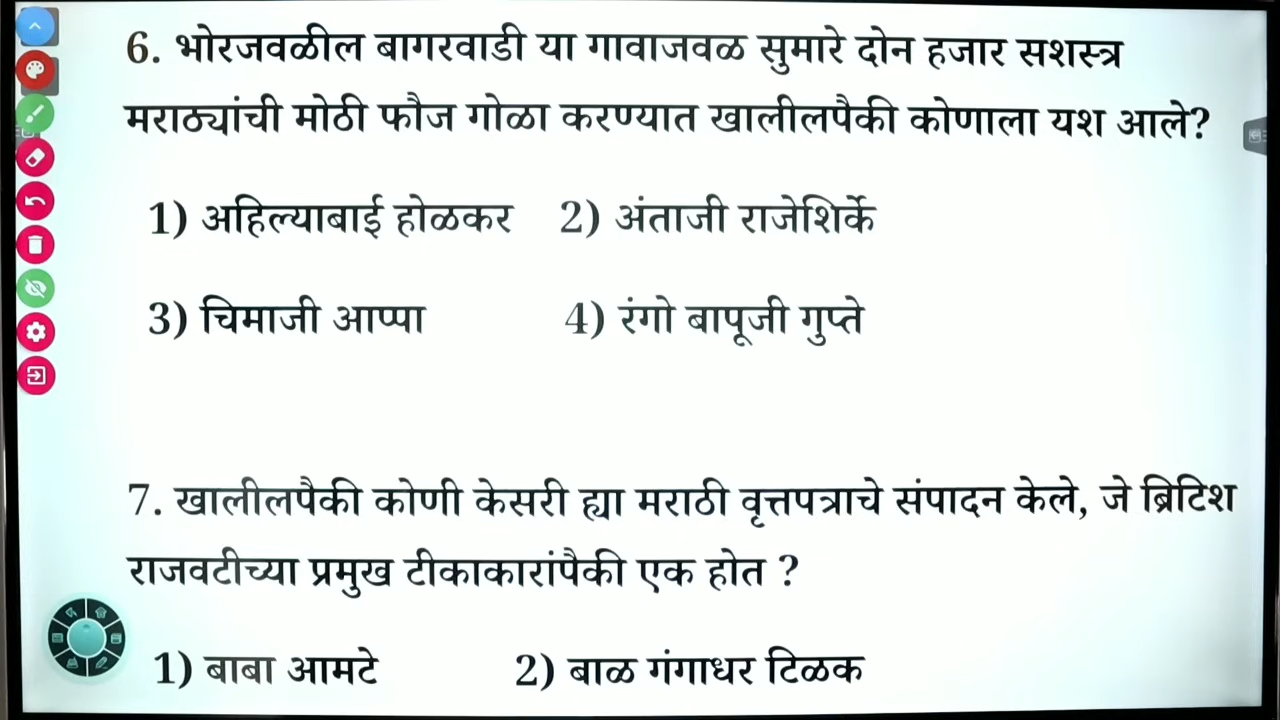 6. भोरजवळील बागरवाडी या गावाजवळ सुमारे दोन हजार सशस्त्र
मराठ्यांची मोठी फौज गोळा करण्यात खालीलपैकी कोणाला यश आले?
1) अहिल्याबाई होळकर 2) अंताजी राजेशिर्के
3) चिमाजी आप्पा 4) रंगो बापूजी गुप्ते
7. खालीलपैकी कोणी केसरी ह्या मराठी वृत्तपत्राचे संपादन केले, जे ब्रिटिश
राजवटीच्या प्रमुख टीकाकारांपैकी एक होत ?
1) बाबा आमटे 2) बाळ गंगाधर टिळक